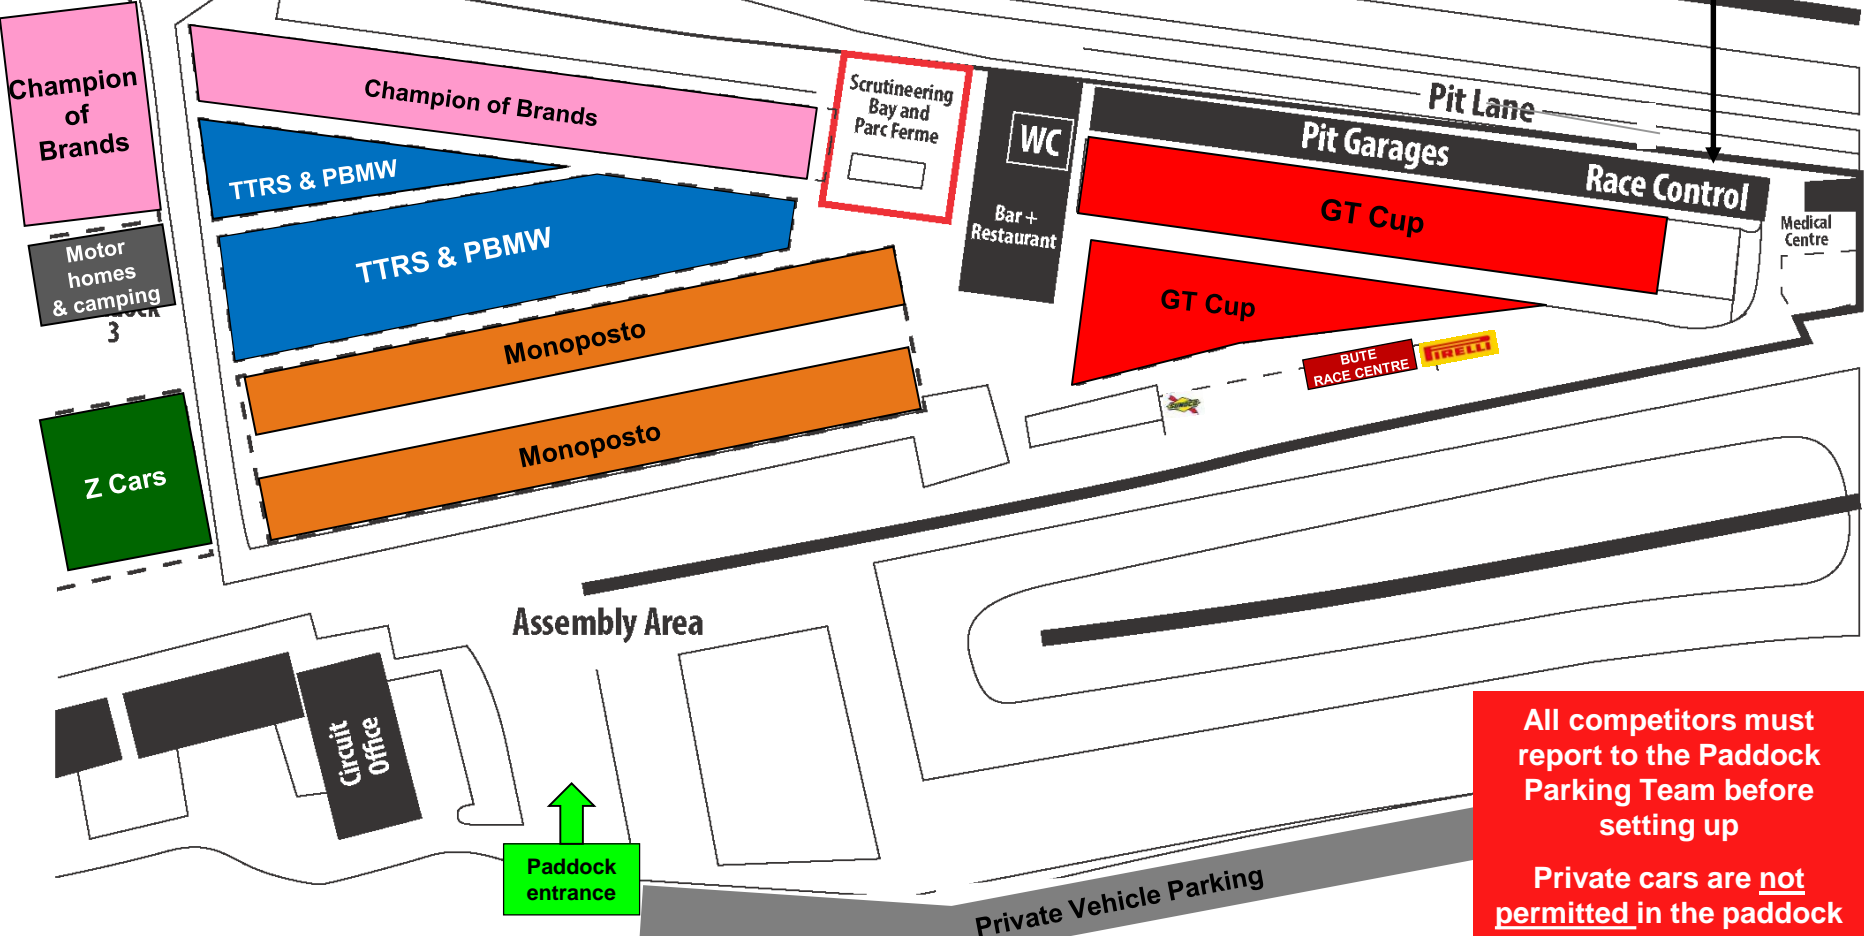 Champion
of
Brands
Champion of Brands
TTRS & PBMW
TTRS & PBMW
Motor
homes
& camping
3
Monoposto
Monoposto
Z Cars
Scrutineering
Bay and
Parc Ferme
WC
Bar +
Restaurant
Pit Lane
Pit Garages
Race Control
GT Cup
GT Cup
Medical
Centre
BUTE
RACE CENTRE
PIRELLI
SUNOCO
Assembly Area
Circuit
Office
Paddock
entrance
Private Vehicle Parking
All competitors must
report to the Paddock
Parking Team before
setting up
Private cars are not
permitted in the paddock